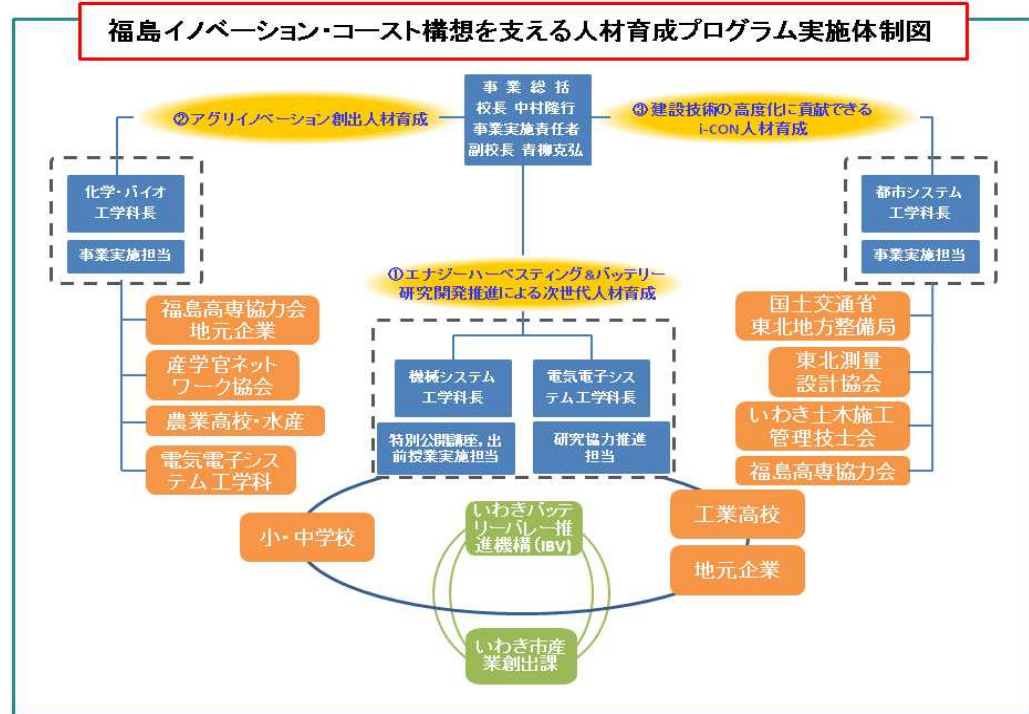 福島イノベーション・コースト構想を支える人材育成プログラム実施体制図
事 業 総 括
校長 中村隆行
事業実施責任者
副校長 青柳克弘
②アグリイノベーション創出人材育成
③建設技術の高度化に貢献できる
i-CON人材育成
化学・バイオ
工学科長
事業実施担当
都市システム
工学科長
事業実施担当
①エナジーハーベスティング&バッテリー
研究開発推進による次世代人材育成
福島高専協力会
地元企業
産学官ネット
ワーク協会
農業高校・水産
電気電子シス
テム工学科
機械システム
工学科長
電気電子シス
テム工学科長
特別公開講座,出
前授業実施担当
研究協力推進
担当
国土交通省
東北地方整備局
東北測量
設計協会
いわき土木施工
管理技士会
福島高専協力会
小・中学校
いわきバッテ
リーバレー推
進機構(IBV)
工業高校
地元企業
いわき市産
業創出課